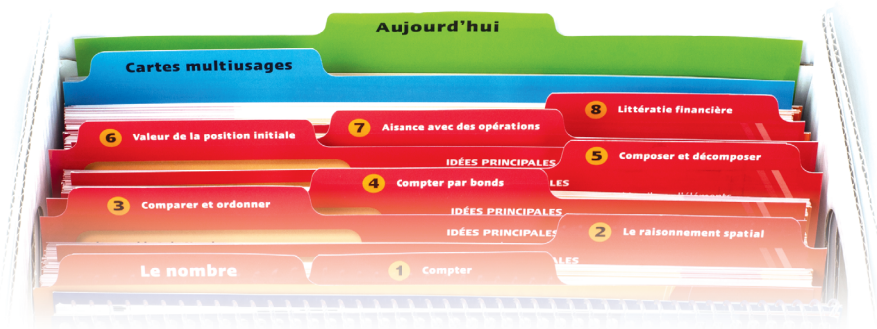 Aujourd'hui
Cartes multiusages
8 Littératie financière
7 Aisance avec des opérations
6 Valeur de la position initiale
IDÉES PRINCIPALES
5 Composer et décomposer
4 Compter par bonds
3 Comparer et ordonner
IDÉES PRINCIPALES
IDÉES PRINCIPALES
2 Le raisonnement spatial
Le nombre
1 Compter